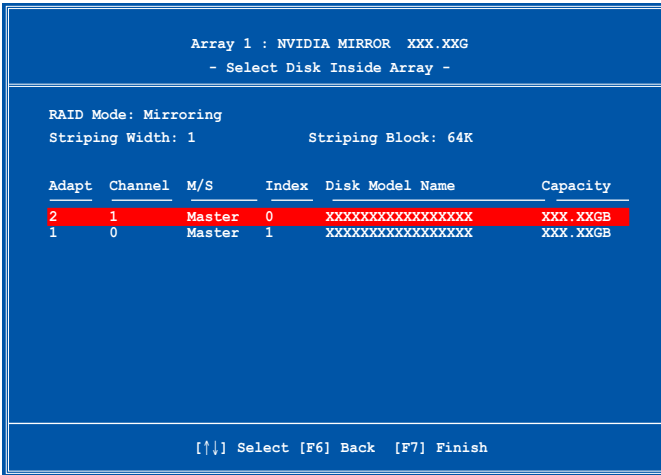 Array 1 : NVIDIA MIRROR  XXX.XXG
- Select Disk Inside Array -
RAID Mode: Mirroring
Striping Width: 1    Striping Block: 64K
Adapt  Channel  M/S  Index  Disk Model Name  Capacity
2  1  Master  0  XXXXXXXXXXXXXXXXX  XXX.XXGB
1  0  Master  1  XXXXXXXXXXXXXXXXX  XXX.XXGB
[↑↓] Select [F6] Back  [F7] Finish